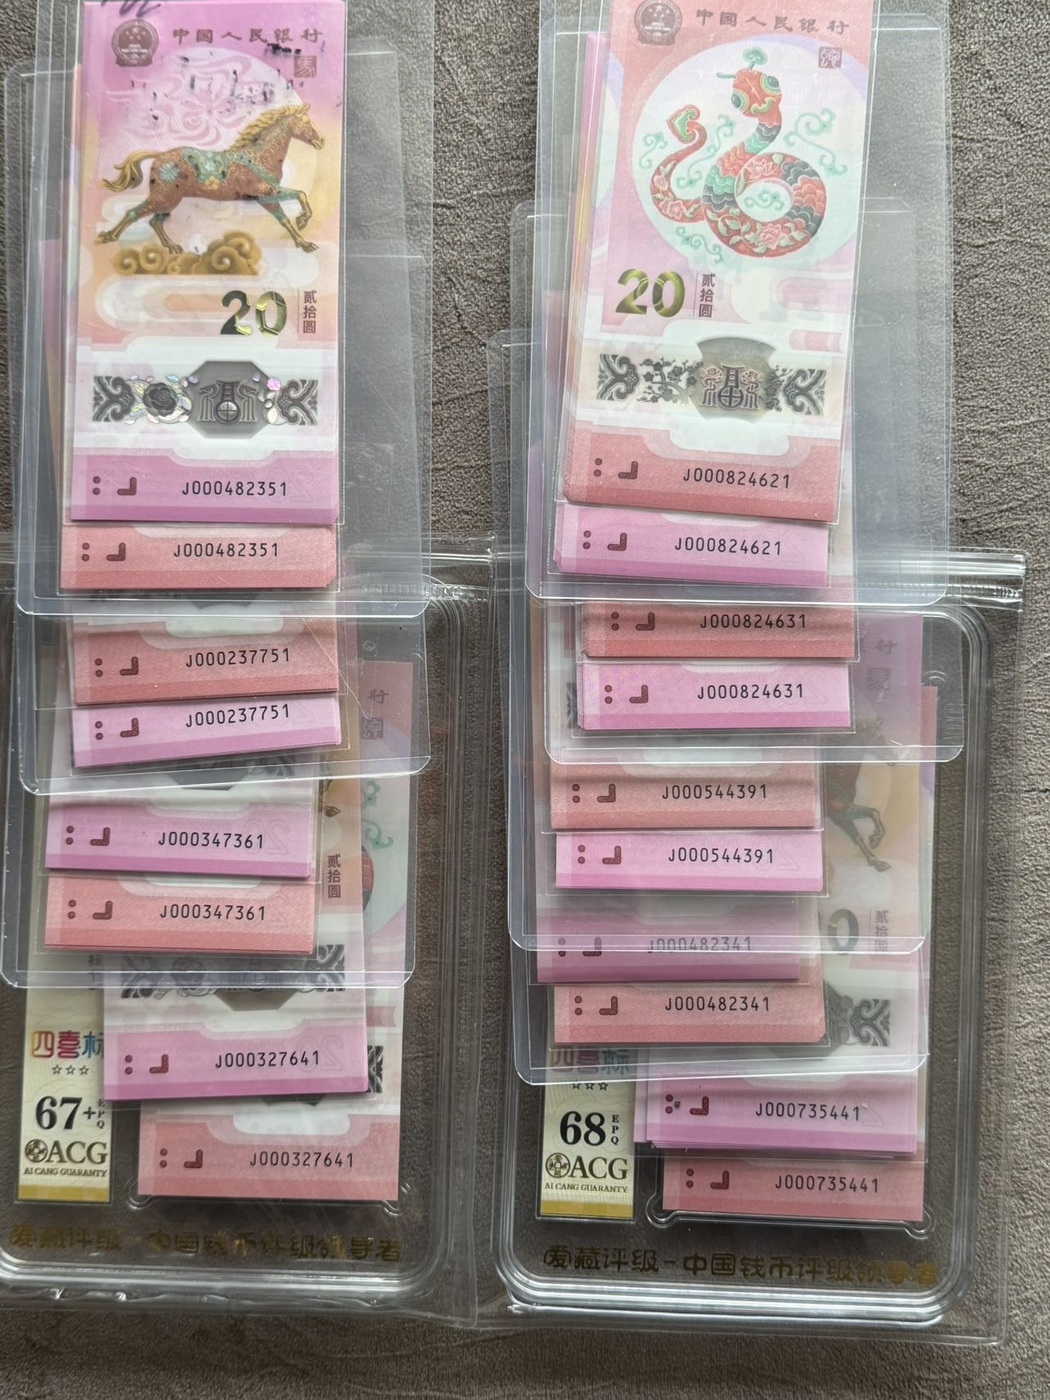 中国人民银行
20
贰拾圆
J000482351
J000482351
J000237751
J000237751
J000347361
贰拾圆
J000347361
J000327641
四喜标
67+
EPQ
ACG
AI CANG GUARANTY
J000327641
爱藏评级-中国钱币评级领导者
中国人民银行
20
贰拾圆
J000824621
J000824621
J000824631
J000824631
J000544391
J000544391
贰拾圆
J000482341
J000482341
四喜标
68
EPQ
ACG
AI CANG GUARANTY
J000735441
J000735441
爱藏评级-中国钱币评级领导者